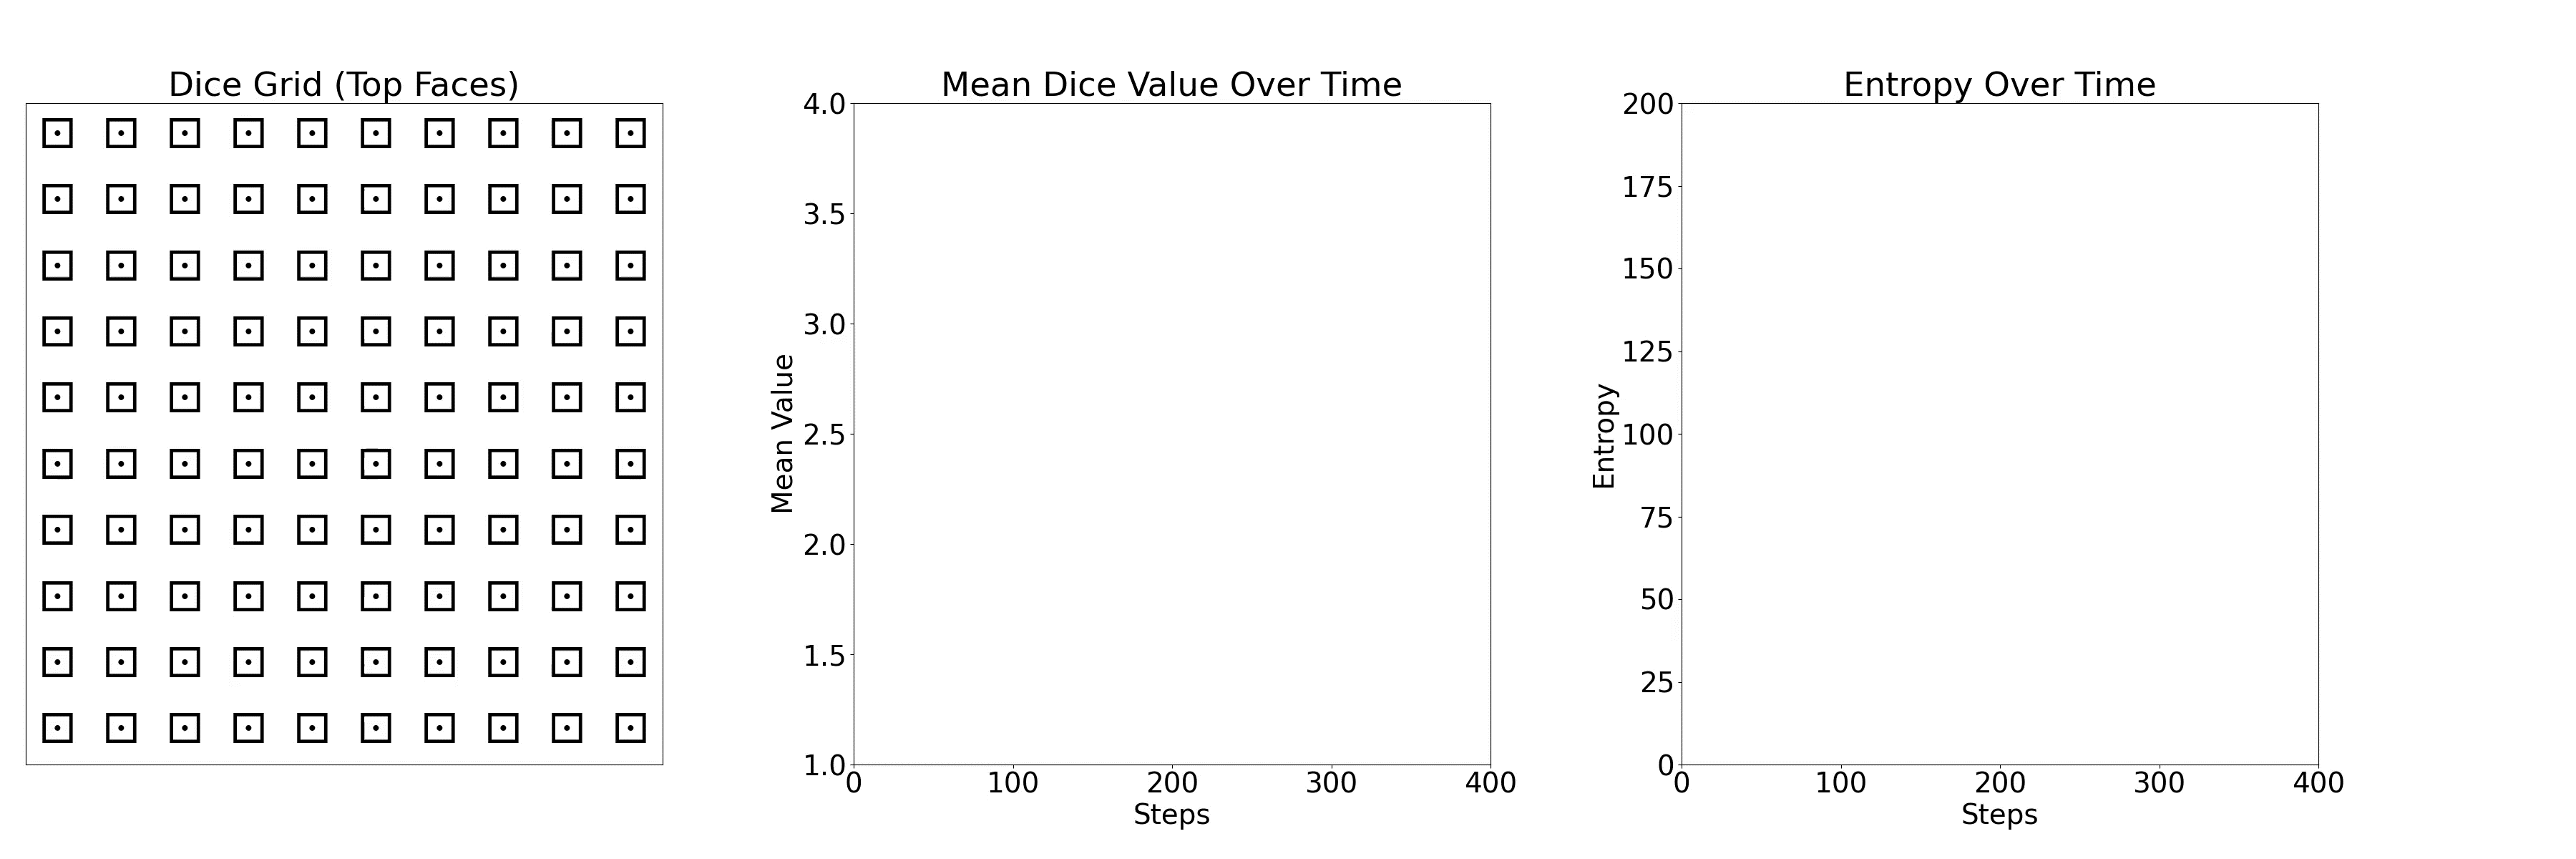 Dice Grid (Top Faces)
Mean Dice Value Over Time
4.0
3.5
3.0
2.5
2.0
1.5
1.0
Mean Value
0 100 200 300 400
Steps
Entropy Over Time
200
175
150
125
100
75
50
25
0
Entropy
0 100 200 300 400
Steps